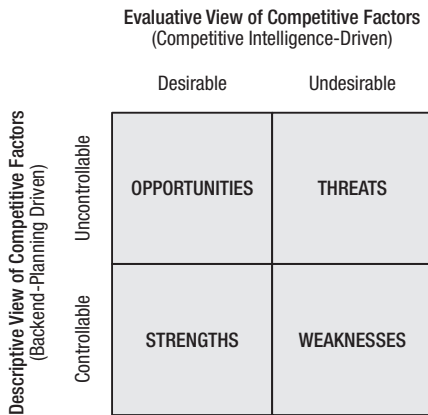 Evaluative View of Competitive Factors
(Competitive Intelligence-Driven)
Desirable
Undesirable
Descriptive View of Competitive Factors
(Backend-Planning Driven)
Uncontrollable
OPPORTUNITIES
THREATS
Controllable
STRENGTHS
WEAKNESSES